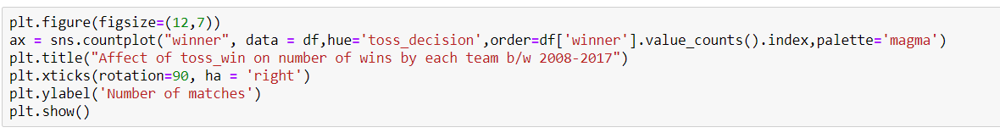 plt.figure(figsize=(12,7))
ax = sns.countplot("winner", data = df,hue='toss_decision',order=df['winner'].value_counts().index,palette='magma')
plt.title("Affect of toss_win on number of wins by each team b/w 2008-2017")
plt.xticks(rotation=90, ha = 'right')
plt.ylabel('Number of matches')
plt.show()